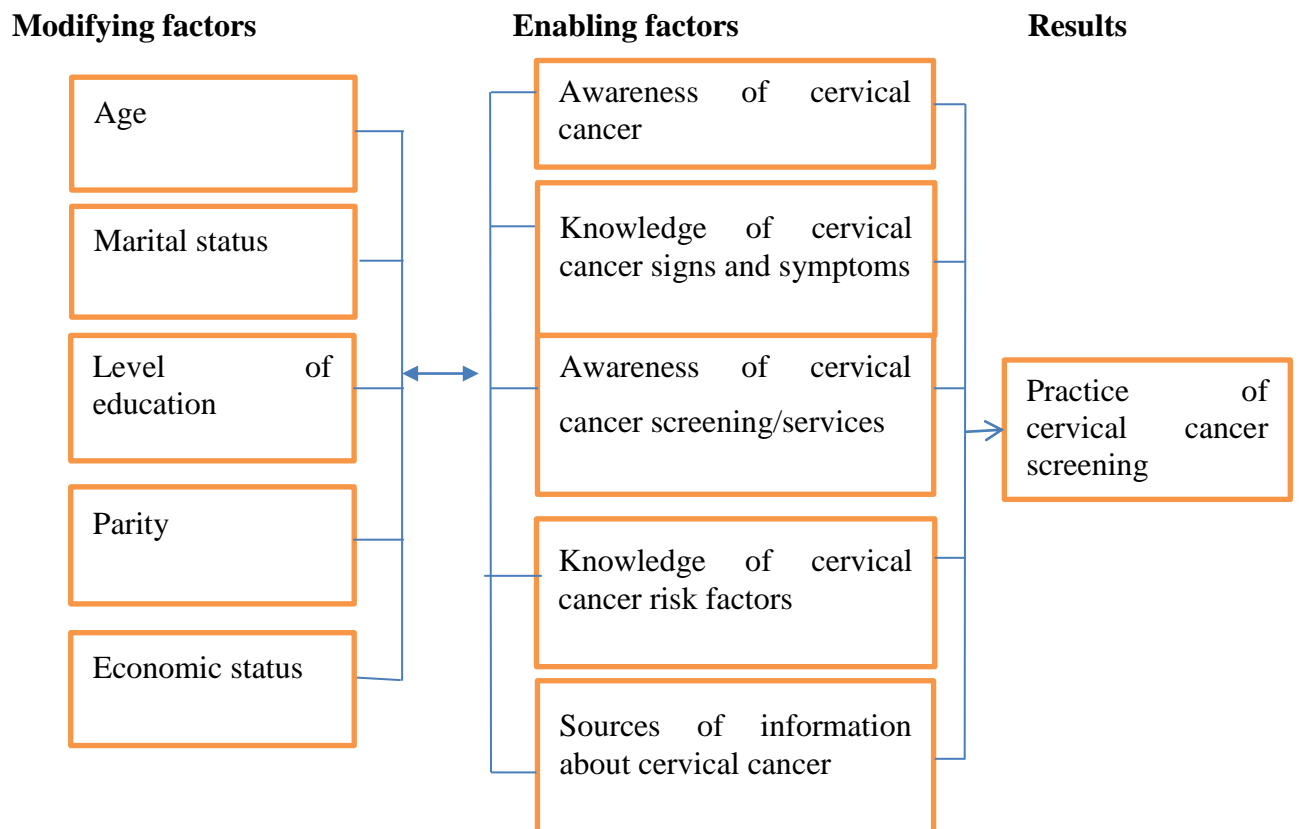 Modifying factors
Enabling factors
Results
Age
Marital status
Level of
education
Parity
Economic status
Awareness of cervical
cancer
Knowledge of cervical
cancer signs and symptoms
Awareness of cervical
cancer screening/services
Knowledge of cervical
cancer risk factors
Sources of information
about cervical cancer
Practice of
cervical cancer
screening